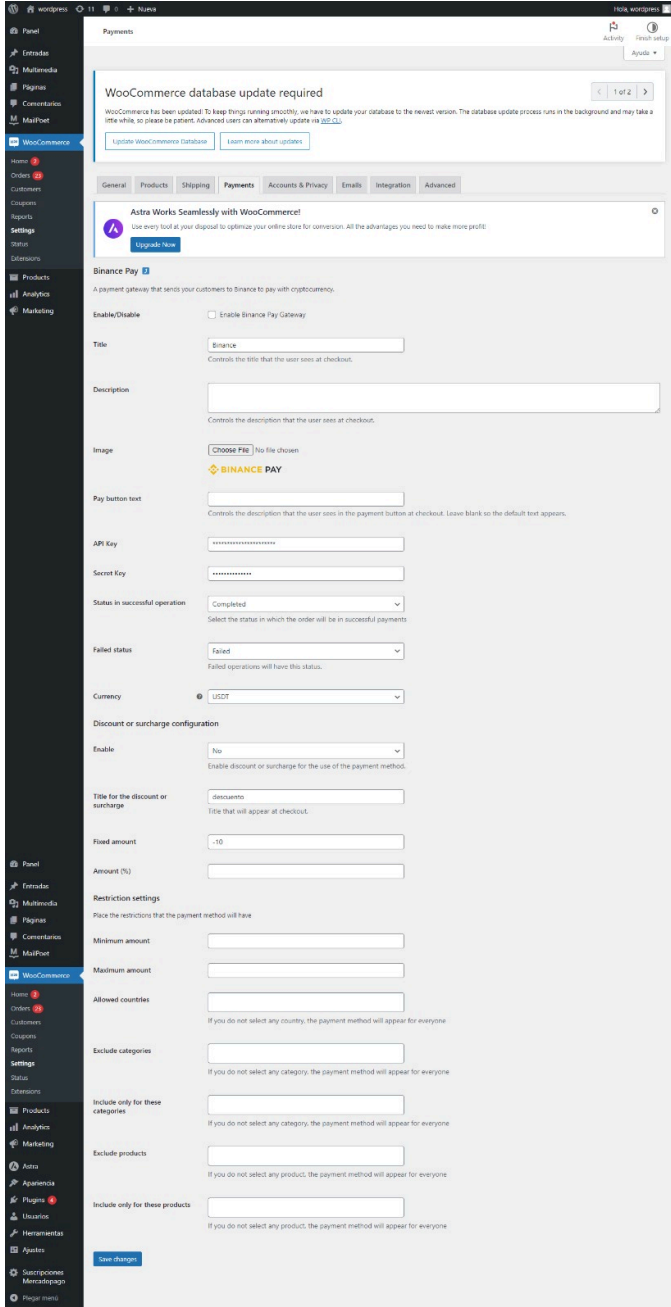 wordpress 11 0 + Nueva Hola, wordpress
Panel
Payments
Activity Finish setup
Entradas
Ayuda
Multimedia
Páginas
Comentarios
MailPoet
WooCommerce
Home 2
Orders 23
Customers
Coupons
Reports
Settings
Status
Extensions
Products
Analytics
Marketing
WooCommerce database update required
1 of 2
WooCommerce has been updated! To keep things running smoothly, we have to update your database to the newest version. The database update process runs in the background and may take a
little while, so please be patient. Advanced users can alternatively update via WP CLI.
Update WooCommerce Database Learn more about updates
General Products Shipping Payments Accounts & Privacy Emails Integration Advanced
Astra Works Seamlessly with WooCommerce!
Use every tool at your disposal to optimize your online store for conversion. All the advantages you need to make more profit!
Upgrade Now
Binance Pay
A payment gateway that sends your customers to Binance to pay with cryptocurrency.
Enable/Disable Enable Binance Pay Gateway
Title Binance
Controls the title that the user sees at checkout.
Description
Controls the description that the user sees at checkout.
Image Choose File No file chosen
BINANCE PAY
Pay button text
Controls the description that the user sees in the payment button at checkout. Leave blank so the default text appears.
API Key
Secret Key
Status in successful operation Completed
Select the status in which the order will be in successful payments
Failed status Failed
Failed operations will have this status.
Currency USDT
Discount or surcharge configuration
Enable No
Enable discount or surcharge for the use of the payment method.
Title for the discount or
surcharge
descuento
Title that will appear at checkout.
Fixed amount -10
Amount (%)
Restriction settings
Place the restrictions that the payment method will have
Minimum amount
Maximum amount
Allowed countries
If you do not select any country, the payment method will appear for everyone
Exclude categories
If you do not select any category, the payment method will appear for everyone
Include only for these
categories
If you do not select any category, the payment method will appear for everyone
Exclude products
If you do not select any product, the payment method will appear for everyone
Include only for these products
If you do not select any product, the payment method will appear for everyone
Save changes
Panel
Entradas
Multimedia
Páginas
Comentarios
MailPoet
WooCommerce
Home 2
Orders 23
Customers
Coupons
Reports
Settings
Status
Extensions
Products
Analytics
Marketing
Astra
Apariencia
Plugins 4
Usuarios
Herramientas
Ajustes
Suscripciones
Mercadopago
Plegar menú